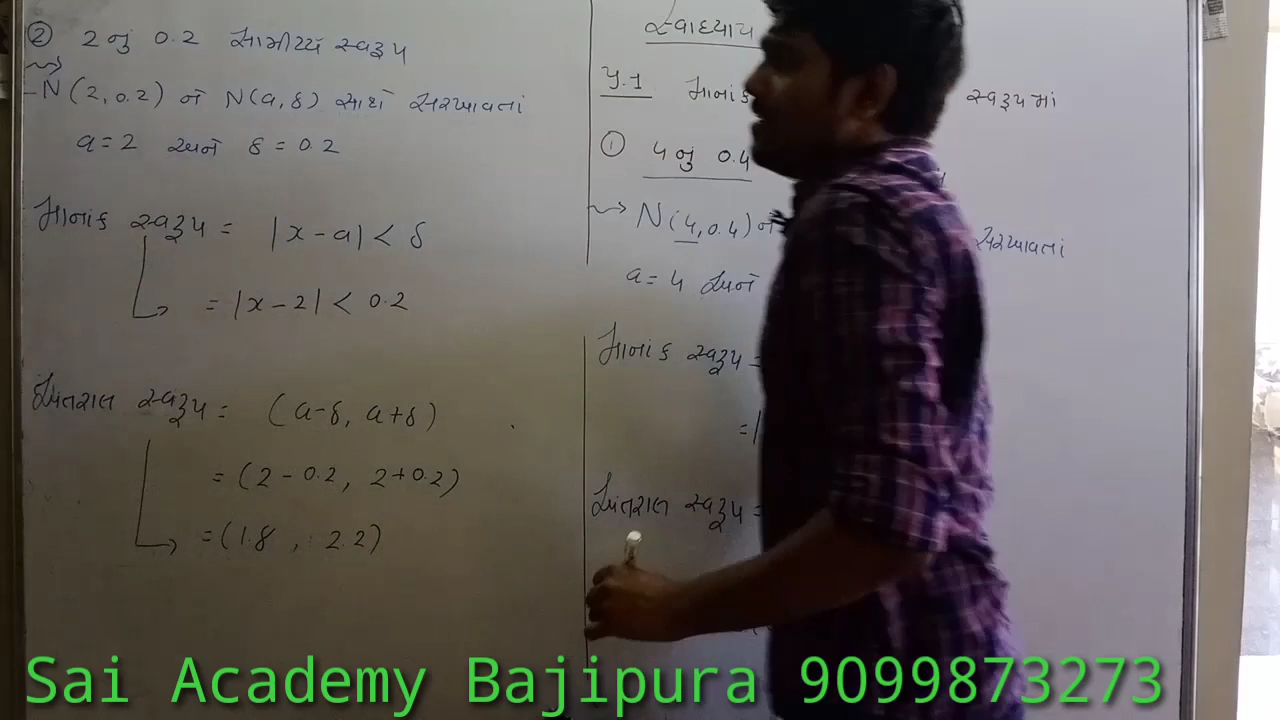 ② 2નું 0.2 સામીપ્ય સ્વરૂપ
N(2, 0.2) ને N(a, δ) સાથે સરખાવતાં
a = 2 અને δ = 0.2
માનાંક સ્વરૂપ = |x - a| < δ
= |x - 2| < 0.2
અંતરાલ સ્વરૂપ = (a - δ, a + δ)
= (2 - 0.2, 2 + 0.2)
= (1.8 , 2.2)
સ્વાધ્યાય
પ્ર.1 માનાંક સ્વરૂપમાં
① 4નું 0.4
N(4, 0.4) ને સરખાવતાં
a = 4 અને
માનાંક સ્વરૂપ =
= |
અંતરાલ સ્વરૂપ =
Sai Academy Bajipura 9099873273